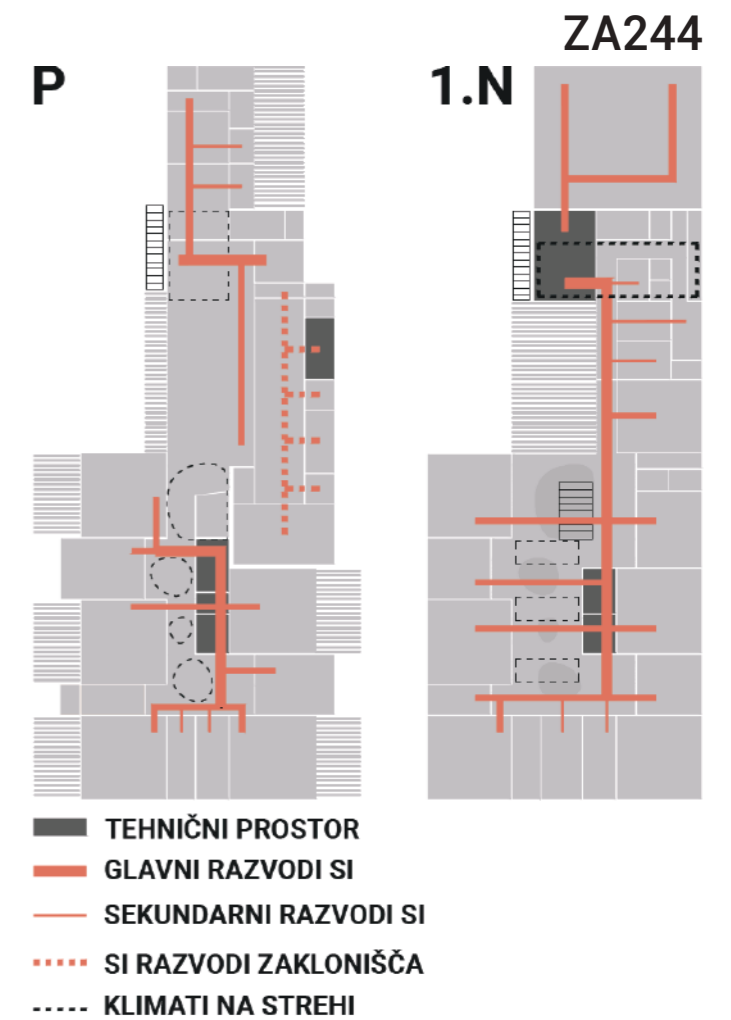 ZA244
P
1.N
TEHNIČNI PROSTOR
GLAVNI RAZVODI SI
SEKUNDARNI RAZVODI SI
SI RAZVODI ZAKLONIŠČA
KLIMATI NA STREHI